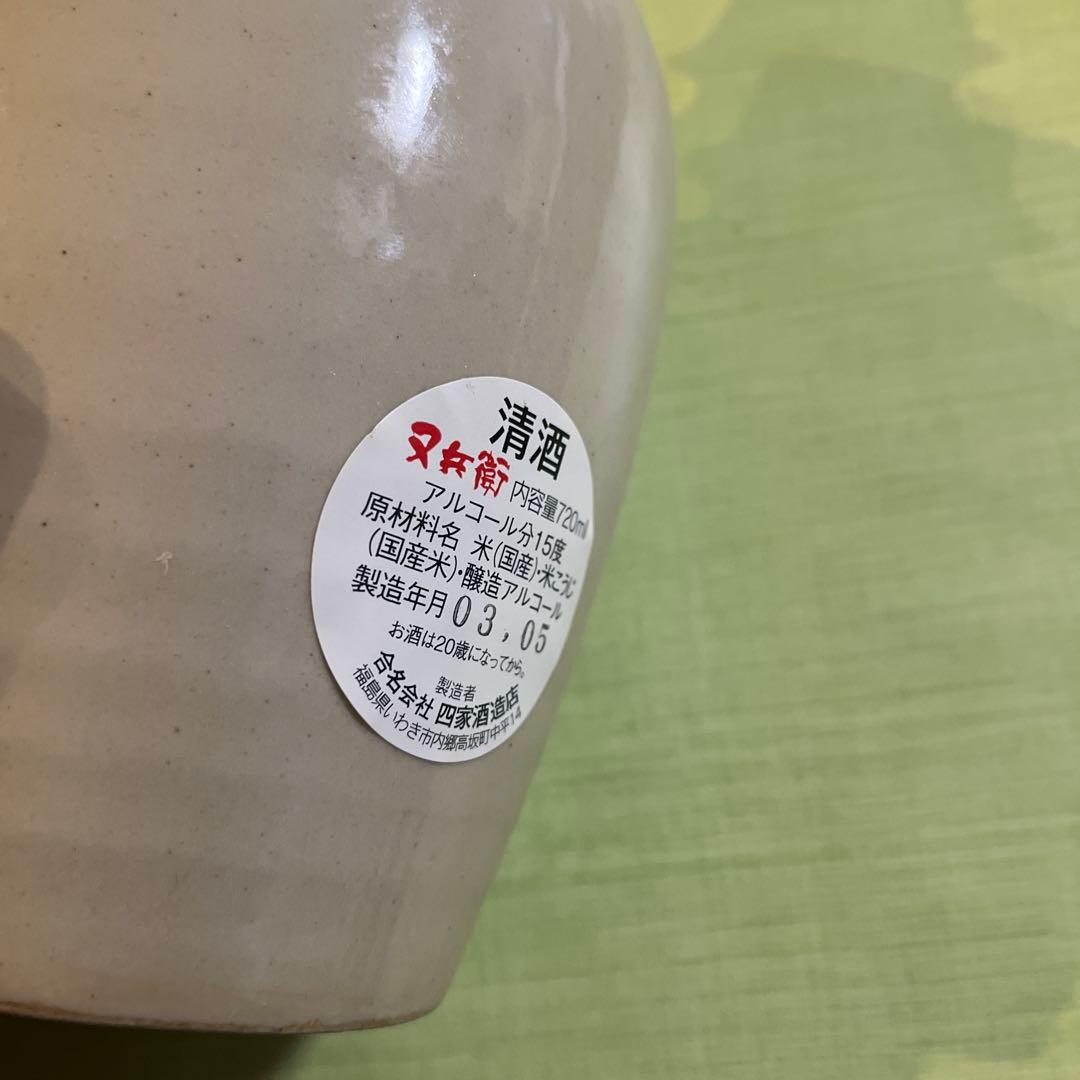 清酒
又兵衛 内容量720ml
アルコール分15度
原材料名 米(国産)・米こうじ
(国産米)・醸造アルコール
製造年月 03, 05
お酒は20歳になってから。
製造者
合名会社 四家酒造店
福島県いわき市内郷高坂町中平14